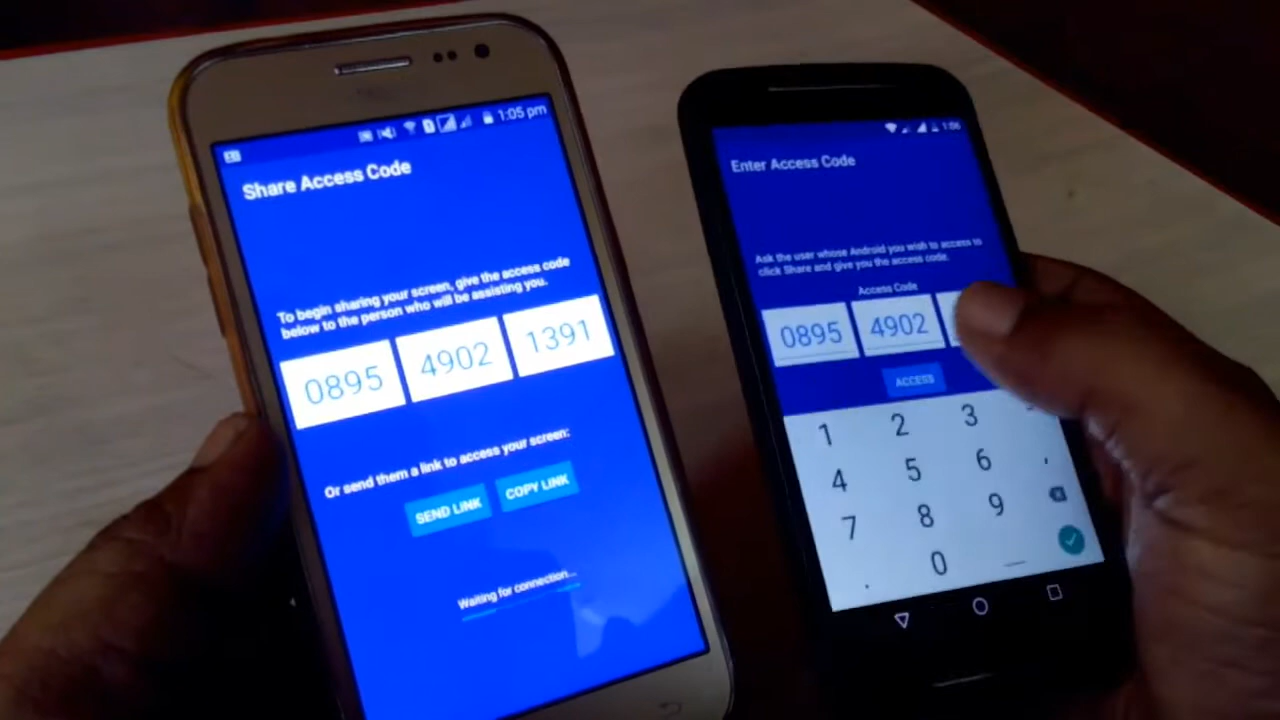 1:05 pm
Share Access Code
To begin sharing your screen, give the access code
below to the person who will be assisting you.
0895 4902 1391
Or send them a link to access your screen:
SEND LINK COPY LINK
Waiting for connection...
1:06
Enter Access Code
Ask the user whose Android you wish to access to
click Share and give you the access code.
Access Code
0895 4902
ACCESS
1 2 3 -
4 5 6 ,
7 8 9
. 0